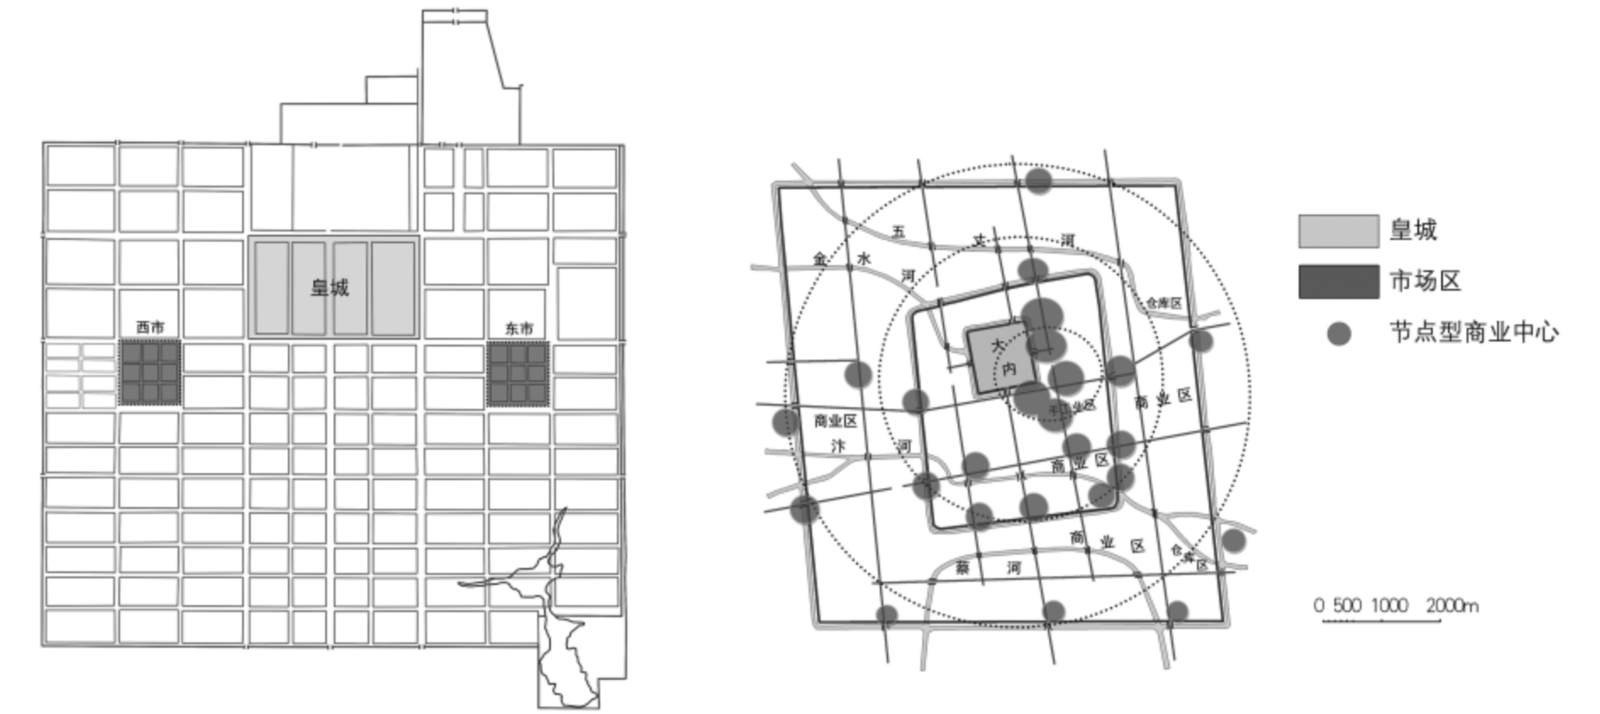 皇城
西市
东市
五 丈 河
金 水 河
仓库区
大
内
手工业区
商业区
商业区
汴 河
商业区
商业区
仓库区
蔡 河
皇城
市场区
节点型商业中心
0 500 1000 2000m